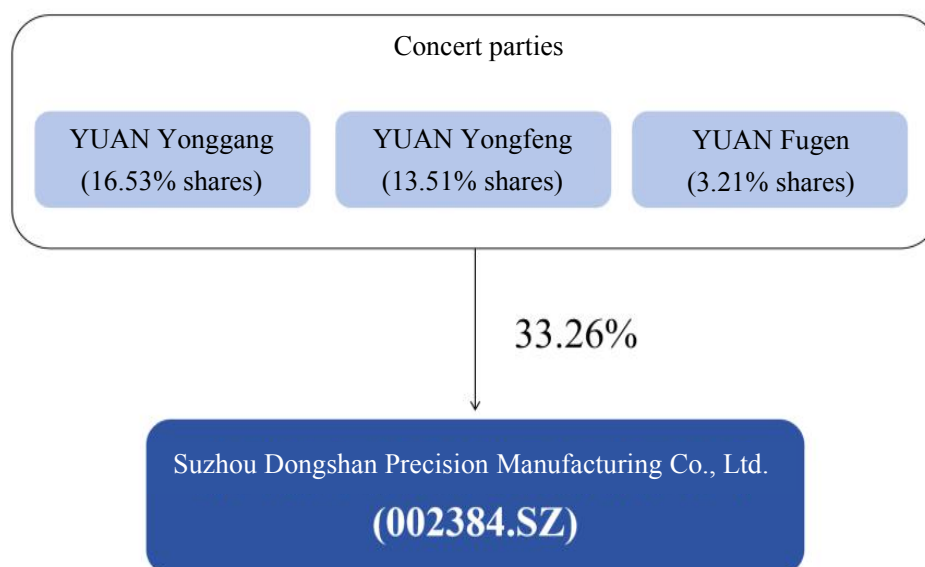 Concert parties
YUAN Yonggang
(16.53% shares)
YUAN Yongfeng
(13.51% shares)
YUAN Fugen
(3.21% shares)
33.26%
Suzhou Dongshan Precision Manufacturing Co., Ltd.
(002384.SZ)